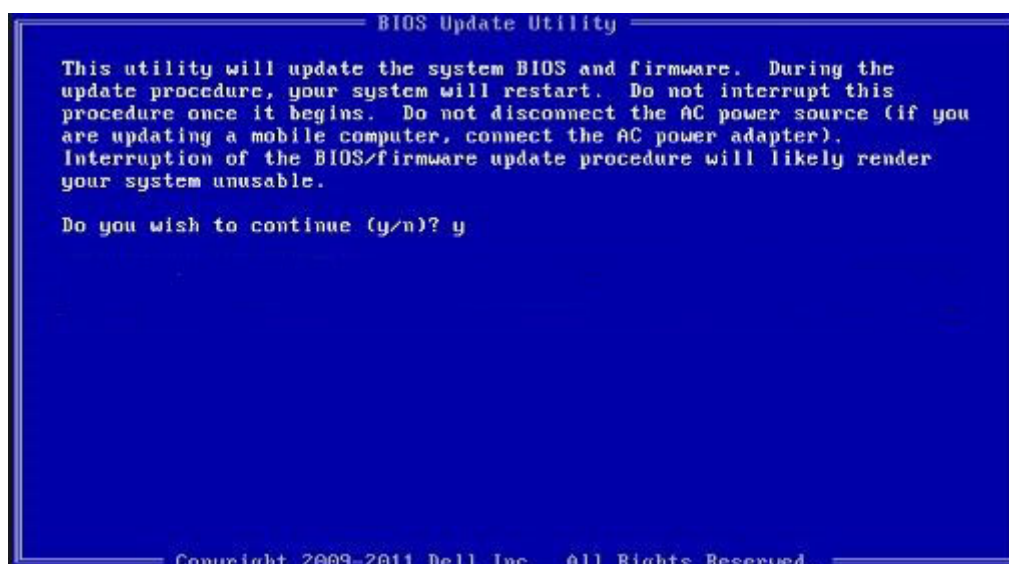 BIOS Update Utility
This utility will update the system BIOS and firmware. During the
update procedure, your system will restart. Do not interrupt this
procedure once it begins. Do not disconnect the AC power source (if you
are updating a mobile computer, connect the AC power adapter).
Interruption of the BIOS/firmware update procedure will likely render
your system unusable.
Do you wish to continue (y/n)? y
Copyright 2009-2011 Dell Inc. All Rights Reserved.